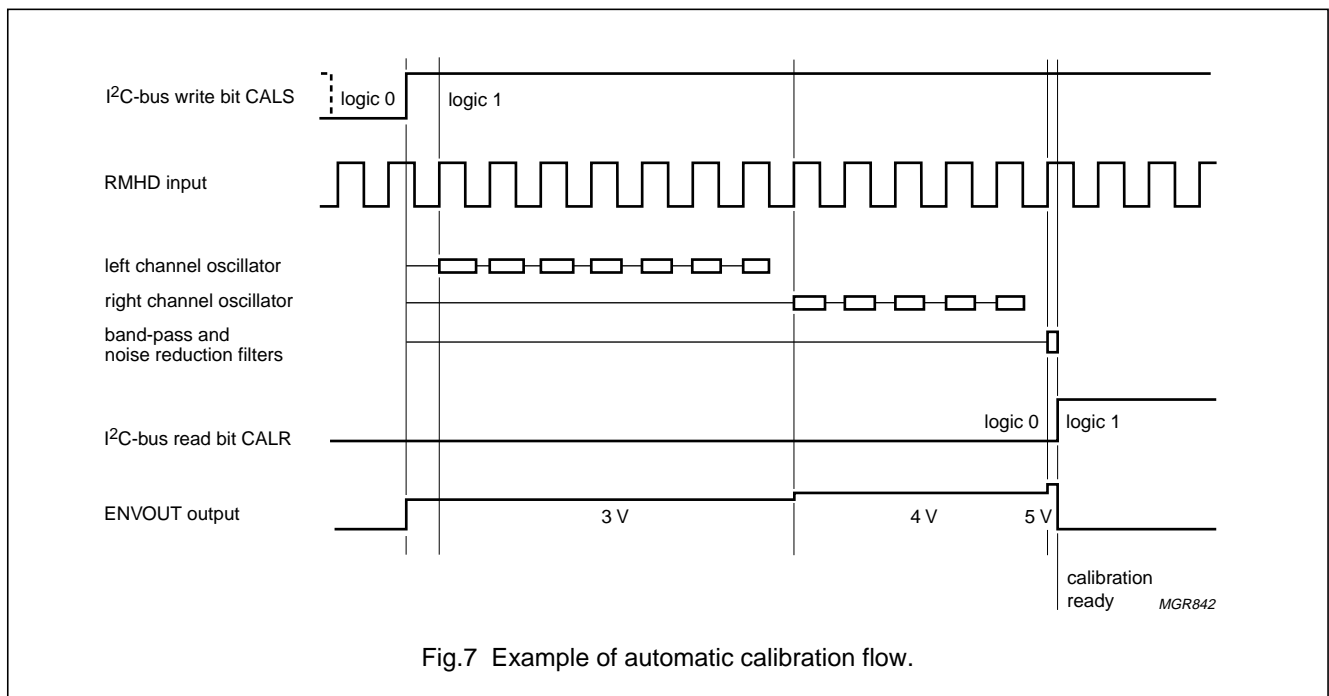 I2C-bus write bit CALS
logic 0
logic 1
RMHD input
left channel oscillator
right channel oscillator
band-pass and
noise reduction filters
logic 0
logic 1
I2C-bus read bit CALR
ENVOUT output
3 V
4 V
5 V
calibration
ready
MGR842
Fig.7 Example of automatic calibration flow.